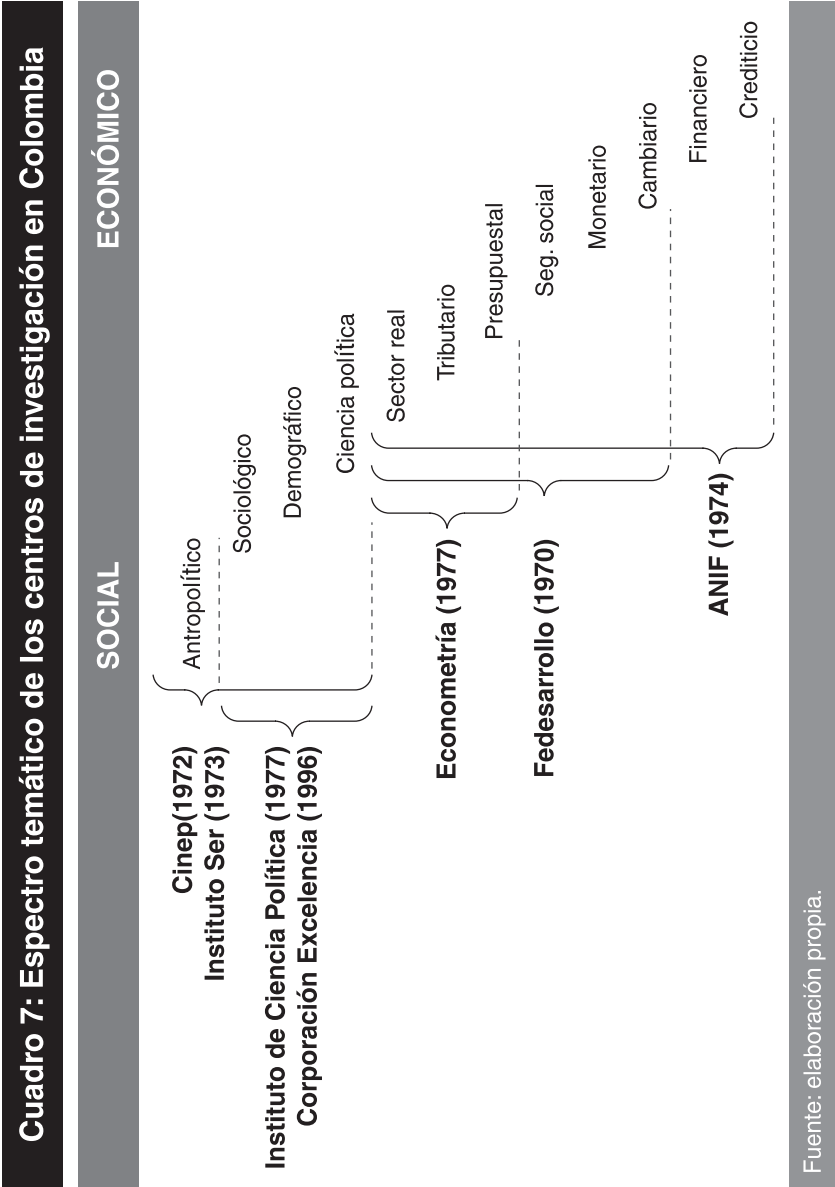 Cuadro 7: Espectro temático de los centros de investigación en Colombia
SOCIAL
ECONÓMICO
Cinep(1972)
Instituto Ser (1973)
Instituto de Ciencia Política (1977)
Corporación Excelencia (1996)
Antropolítico
Sociológico
Demográfico
Ciencia política
Econometría (1977)
Fedesarrollo (1970)
ANIF (1974)
Sector real
Tributario
Presupuestal
Seg. social
Monetario
Cambiario
Financiero
Crediticio
Fuente: elaboración propia.